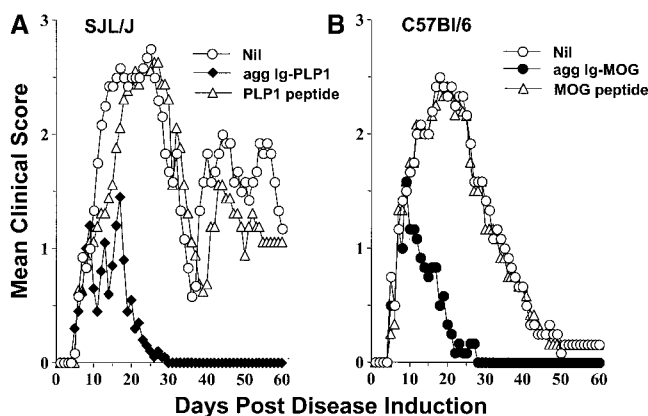 A SJL/J
Nil
agg Ig-PLP1
PLP1 peptide
B C57Bl/6
Nil
agg Ig-MOG
MOG peptide
Mean Clinical Score
3
2
1
0
0 10 20 30 40 50 60
3
2
1
0
0 10 20 30 40 50 60
Days Post Disease Induction